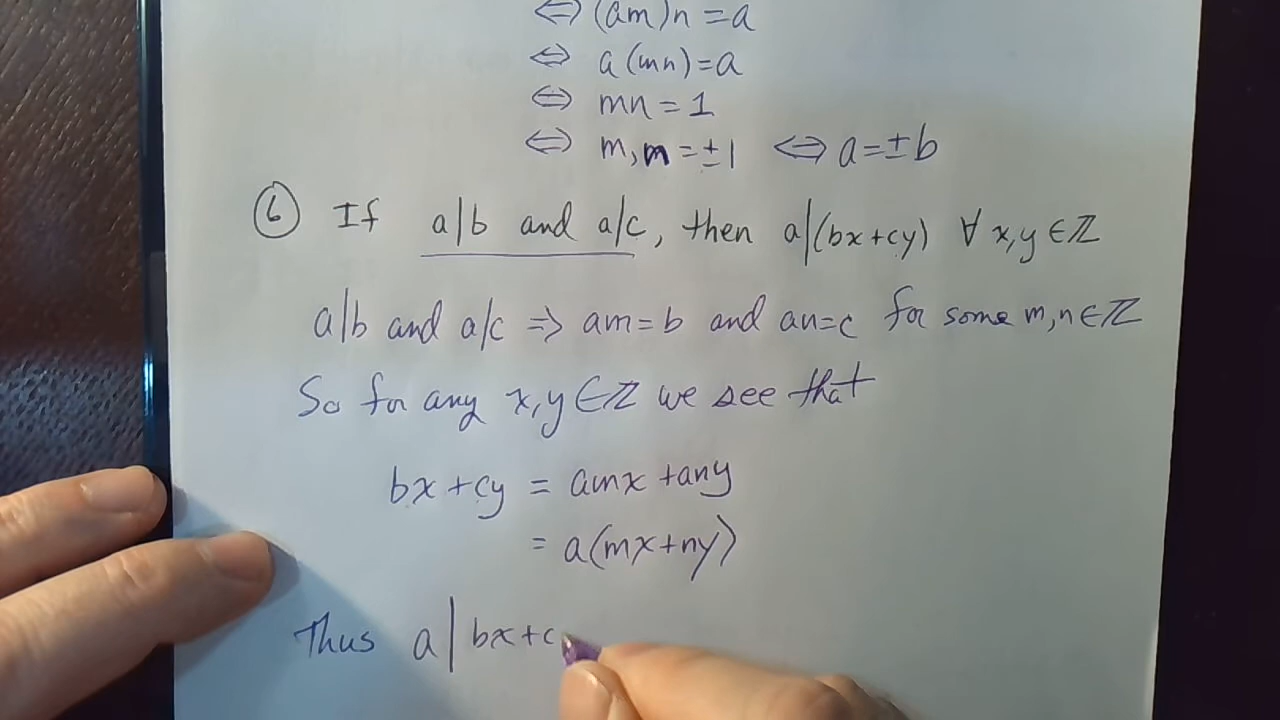 ⇔ (am)n = a
⇔ a(mn) = a
⇔ mn = 1
⇔ m, n = ±1 ⇔ a = ±b
⑥ If a|b and a|c, then a|(bx+cy) ∀ x,y ∈ ℤ
a|b and a|c ⇒ am = b and an = c for some m,n ∈ ℤ
So for any x,y ∈ ℤ we see that
bx + cy = amx + any
= a(mx + ny)
Thus a | bx + c